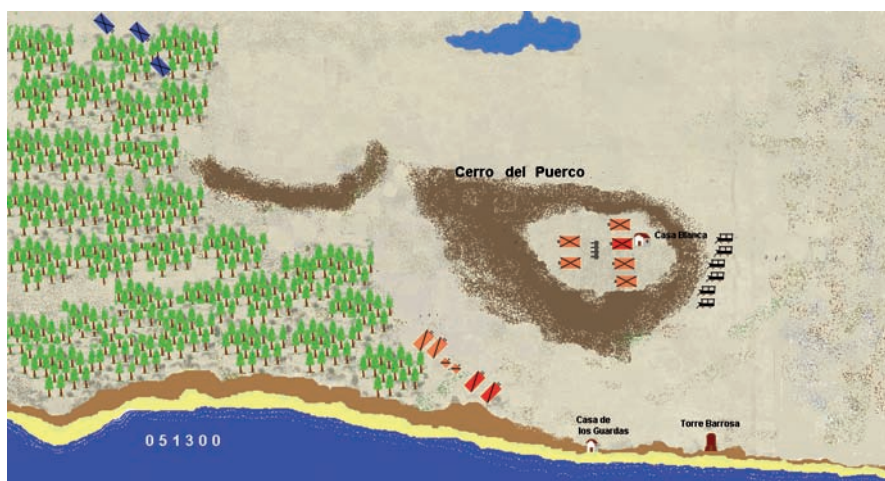 Cerro del Puerco
Casa Blanca
Casa de
los Guardas
Torre Barrosa
051300